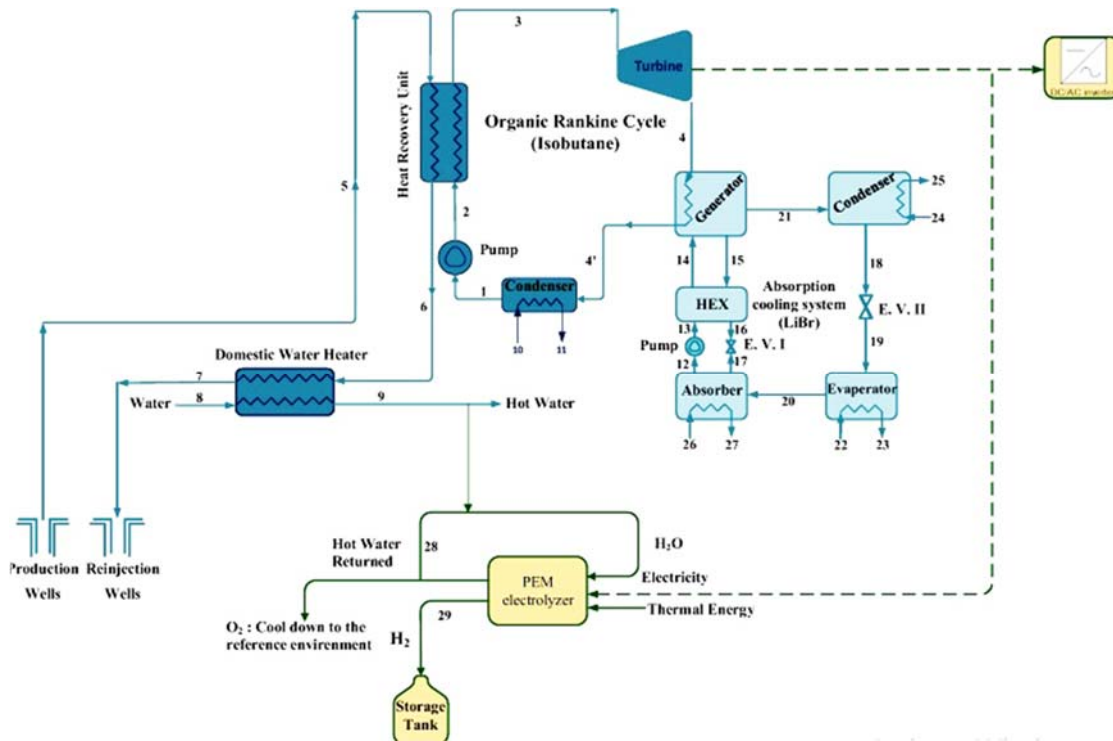 3
Turbine
DC/AC inverter
Heat Recovery Unit
Organic Rankine Cycle
(Isobutane)
4
5
Generator
Condenser
25
24
21
2
Pump
4'
14
15
18
Condenser
1
HEX
Absorption
cooling system
(LiBr)
E. V. II
6
13
16
10
11
Pump
E. V. I
19
12
17
Domestic Water Heater
7
Water
8
9
Hot Water
Absorber
20
Evaperator
26
27
22
23
Production
Wells
Reinjection
Wells
Hot Water
Returned
28
H₂O
PEM
electrolyzer
Electricity
Thermal Energy
29
O₂ : Cool down to the
reference envirenment
H₂
Storage
Tank